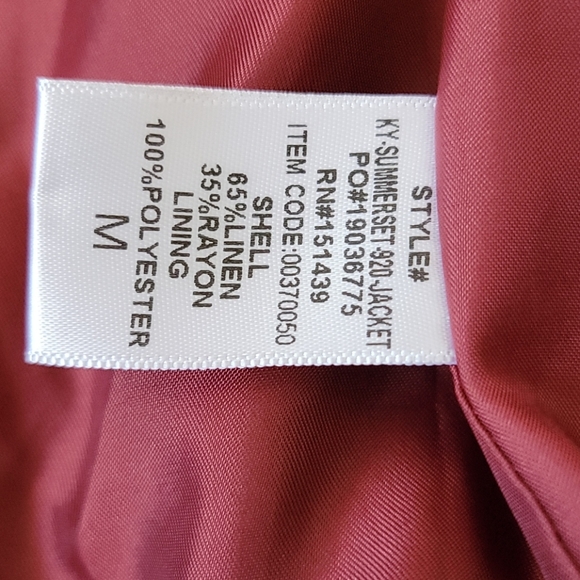 STYLE#
KY-SUMMERSET-920-JACKET
PO#19036775
RN#151439
ITEM CODE:00370050
SHELL
65%LINEN
35%RAYON
LINING
100%POLYESTER
M